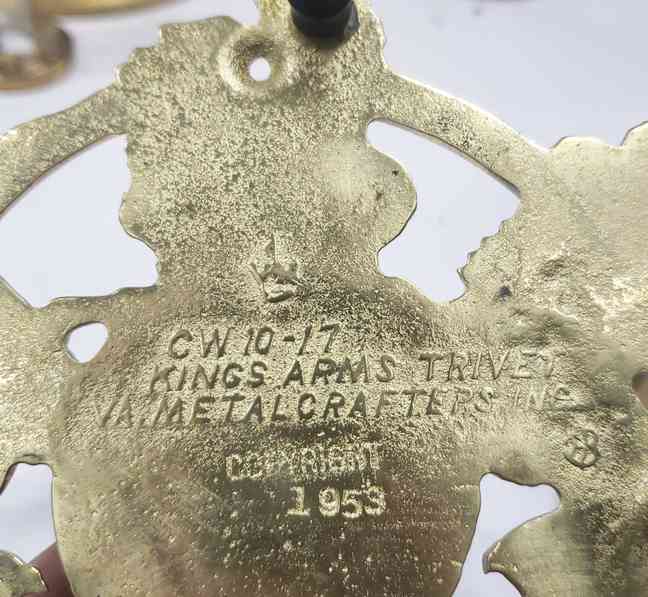 CW 10-17
KINGS ARMS TRIVET
VA. METALCRAFTERS INC
COPYRIGHT
1953